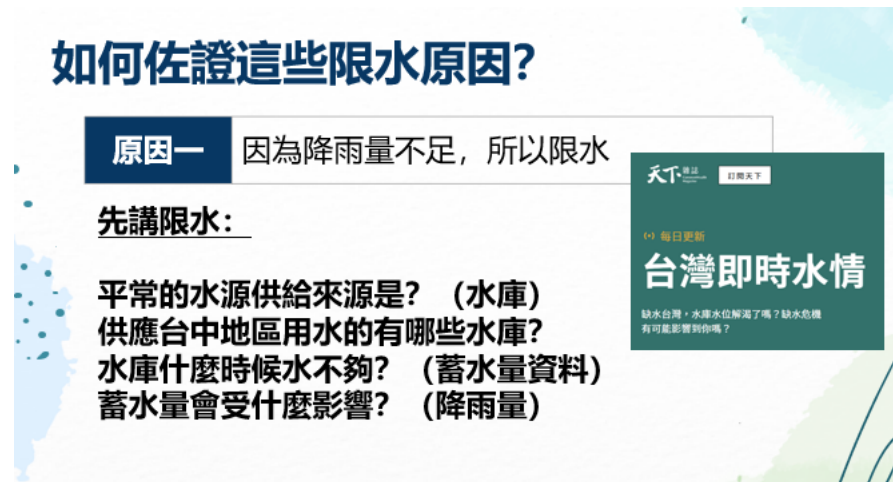 如何佐證這些限水原因?
原因一
因為降雨量不足，所以限水
先講限水：
平常的水源供給來源是？（水庫）
供應台中地區用水的有哪些水庫？
水庫什麼時候水不夠？（蓄水量資料）
蓄水量會受什麼影響？（降雨量）
天下雜誌
訂閱天下
每日更新
台灣即時水情
缺水台灣，水庫水位解渴了嗎？缺水危機
有可能影響到你嗎？